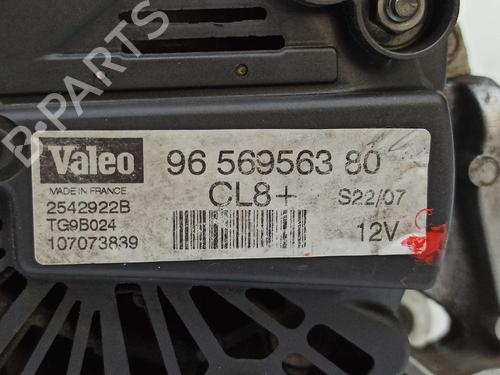 B-PARTS
Valeo
96 569563 80
MADE IN FRANCE
CL8+
S22/07
2542922B
TG9B024
12V
107073839